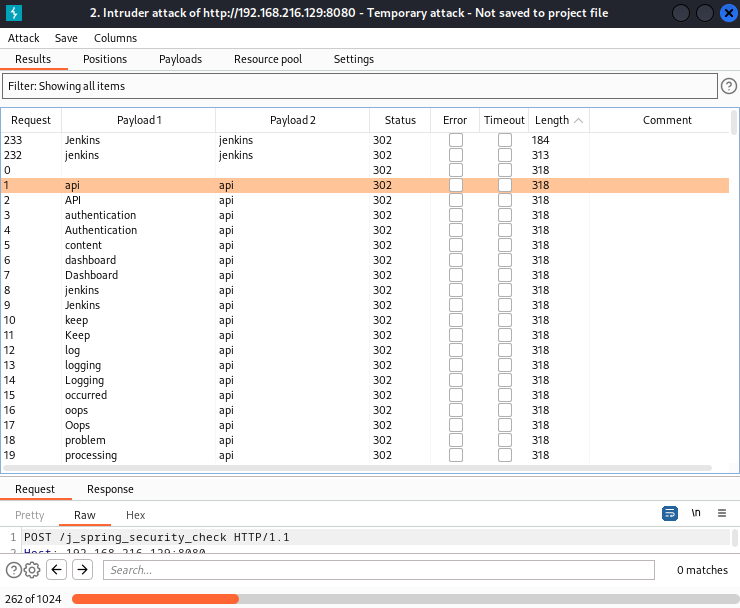 2. Intruder attack of http://192.168.216.129:8080 - Temporary attack - Not saved to project file
Attack Save Columns
Results Positions Payloads Resource pool Settings
Filter: Showing all items
Request Payload 1 Payload 2 Status Error Timeout Length Comment
233 Jenkins jenkins 302 184
232 jenkins jenkins 302 313
0 302 318
1 api api 302 318
2 API api 302 318
3 authentication api 302 318
4 Authentication api 302 318
5 content api 302 318
6 dashboard api 302 318
7 Dashboard api 302 318
8 jenkins api 302 318
9 Jenkins api 302 318
10 keep api 302 318
11 Keep api 302 318
12 log api 302 318
13 logging api 302 318
14 Logging api 302 318
15 occurred api 302 318
16 oops api 302 318
17 Oops api 302 318
18 problem api 302 318
19 processing api 302 318
Request Response
Pretty Raw Hex \n
1 POST /j_spring_security_check HTTP/1.1
2 Host: 192.168.216.129:8080
Search... 0 matches
262 of 1024